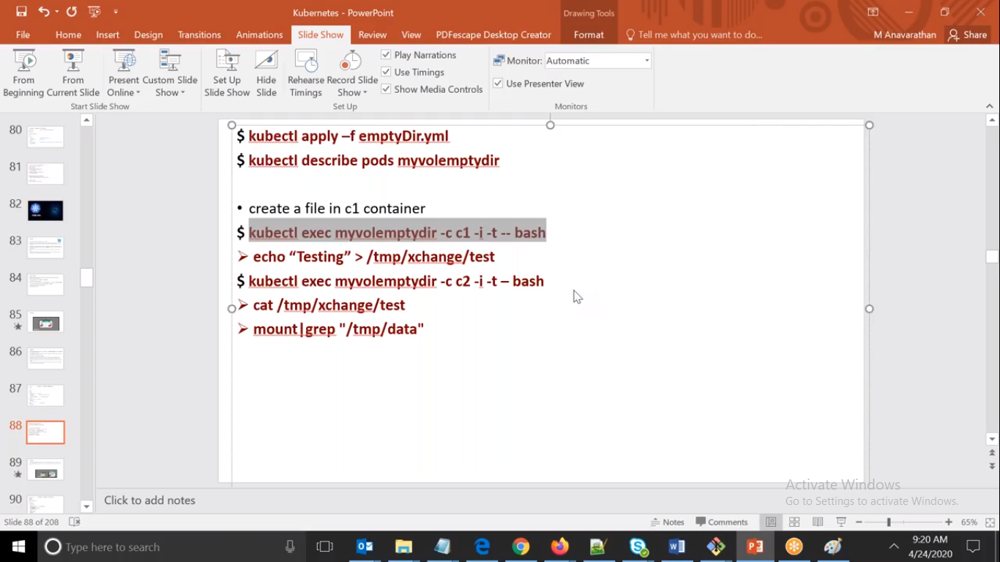 Kubernetes - PowerPoint
Drawing Tools
File Home Insert Design Transitions Animations Slide Show Review View PDFescape Desktop Creator Format Tell me what you want to do... M Anavarathan Share
From Beginning
From Current Slide
Present Online
Custom Slide Show
Set Up Slide Show
Hide Slide
Rehearse Timings
Record Slide Show
Play Narrations
Use Timings
Show Media Controls
Monitor: Automatic
Use Presenter View
Start Slide Show
Set Up
Monitors
80
81
82
83
84
85
86
87
88
89
90
$ kubectl apply –f emptyDir.yml
$ kubectl describe pods myvolemptydir
• create a file in c1 container
$ kubectl exec myvolemptydir -c c1 -i -t -- bash
➢ echo “Testing” > /tmp/xchange/test
$ kubectl exec myvolemptydir -c c2 -i -t – bash
➢ cat /tmp/xchange/test
➢ mount|grep "/tmp/data"
Activate Windows
Go to Settings to activate Windows.
Click to add notes
Slide 88 of 208
Notes Comments 65%
Type here to search
9:20 AM
4/24/2020